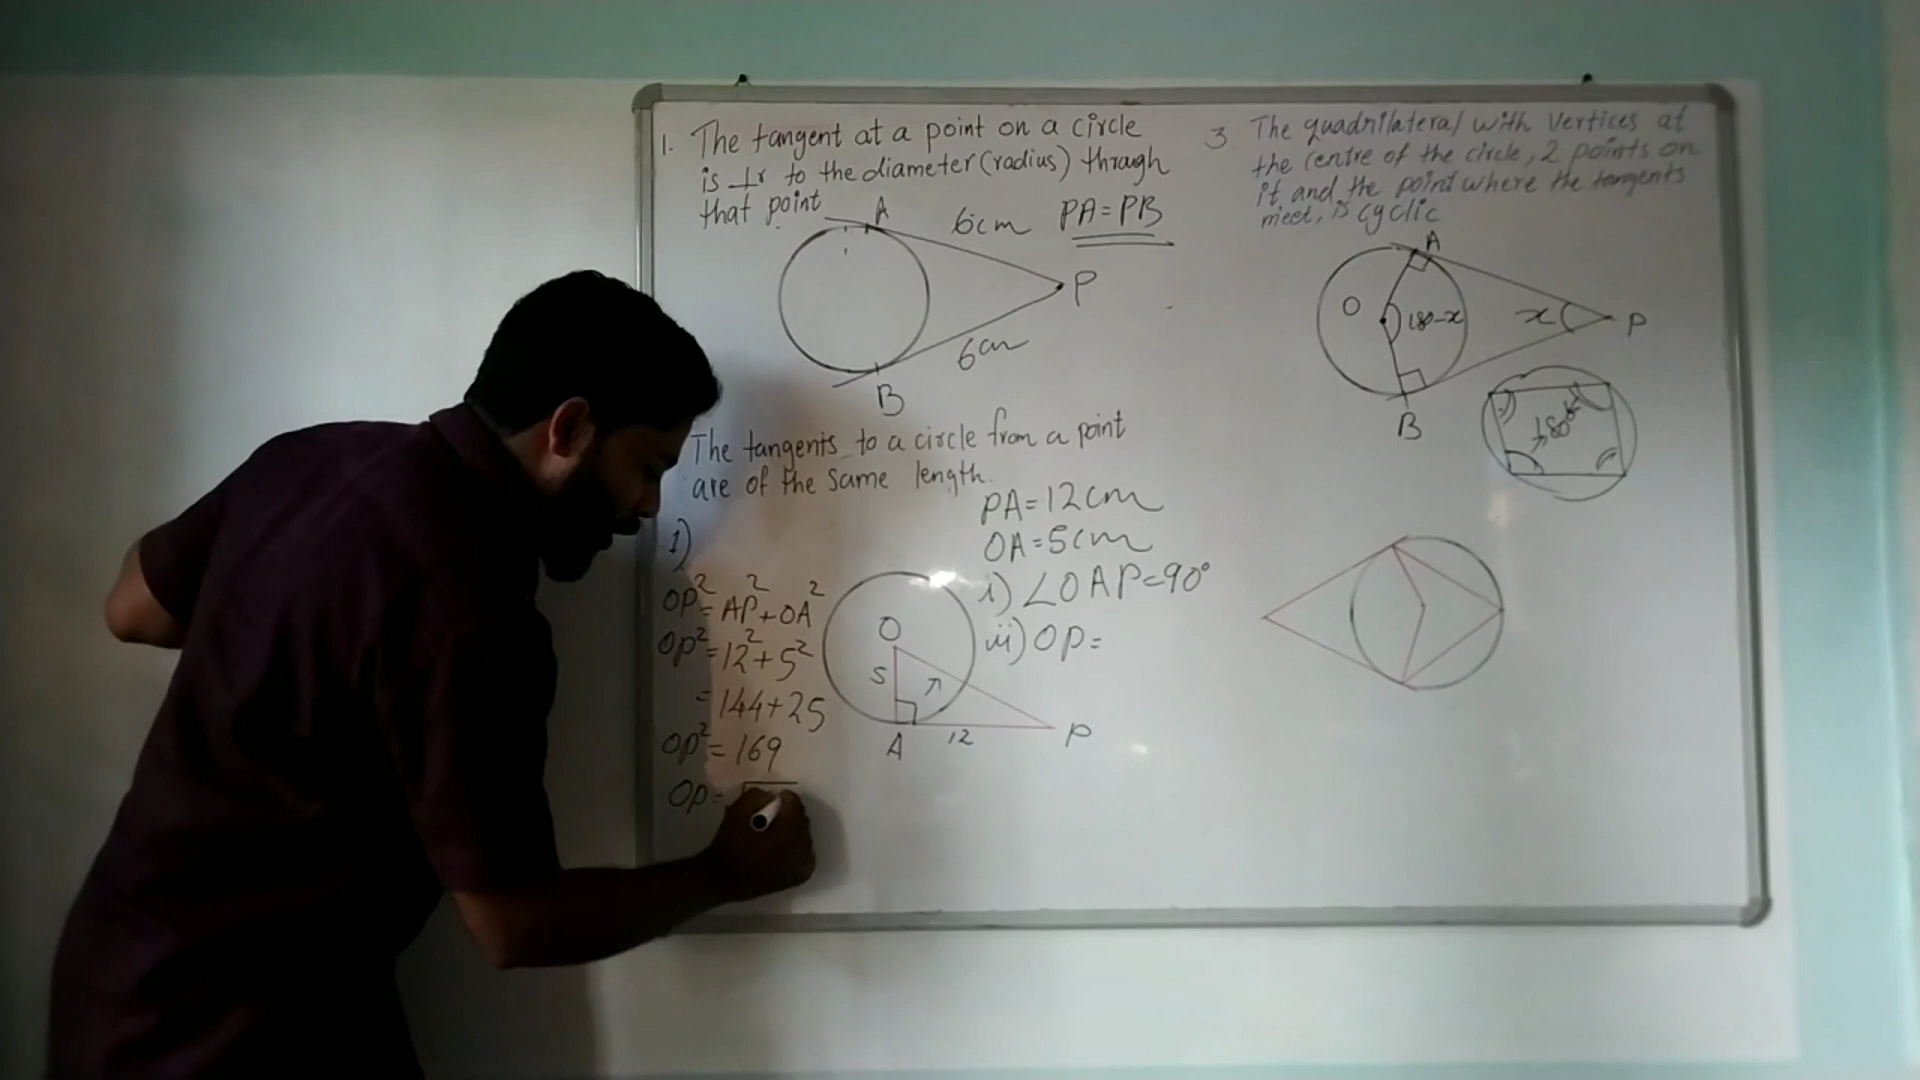 1. The tangent at a point on a circle
is ⊥r to the diameter (radius) through
that point
A
6cm
PA=PB
P
6cm
B
The tangents to a circle from a point
are of the same length.
PA=12cm
OA=5cm
i) ∠OAP=90°
ii) OP=
1)
OP²=AP²+OA²
OP²=12²+5²
=144+25
OP²=169
OP=
O
5
A
12
P
3. The quadrilateral with vertices at
the centre of the circle, 2 points on
it and the point where the tangents
meet, is cyclic
A
O
180-x
x
P
B
180